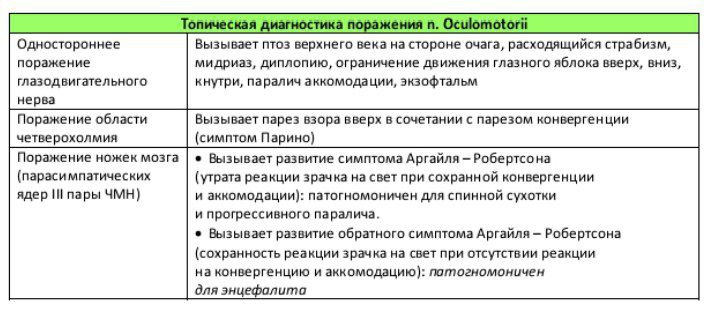 Топическая диагностика поражения n. Oculomotorii
Одностороннее
поражение
глазодвигательного
нерва
Вызывает птоз верхнего века на стороне очага, расходящийся страбизм,
мидриаз, диплопию, ограничение движения глазного яблока вверх, вниз,
кнутри, паралич аккомодации, экзофтальм
Поражение области
четверохолмия
Вызывает парез взора вверх в сочетании с парезом конвергенции
(симптом Парино)
Поражение ножек мозга
(парасимпатических
ядер III пары ЧМН)
• Вызывает развитие симптома Аргайля – Робертсона
(утрата реакции зрачка на свет при сохранной конвергенции
и аккомодации): патогномоничен для спинной сухотки
и прогрессивного паралича.
• Вызывает развитие обратного симптома Аргайля – Робертсона
(сохранность реакции зрачка на свет при отсутствии реакции
на конвергенцию и аккомодацию): патогномоничен
для энцефалита